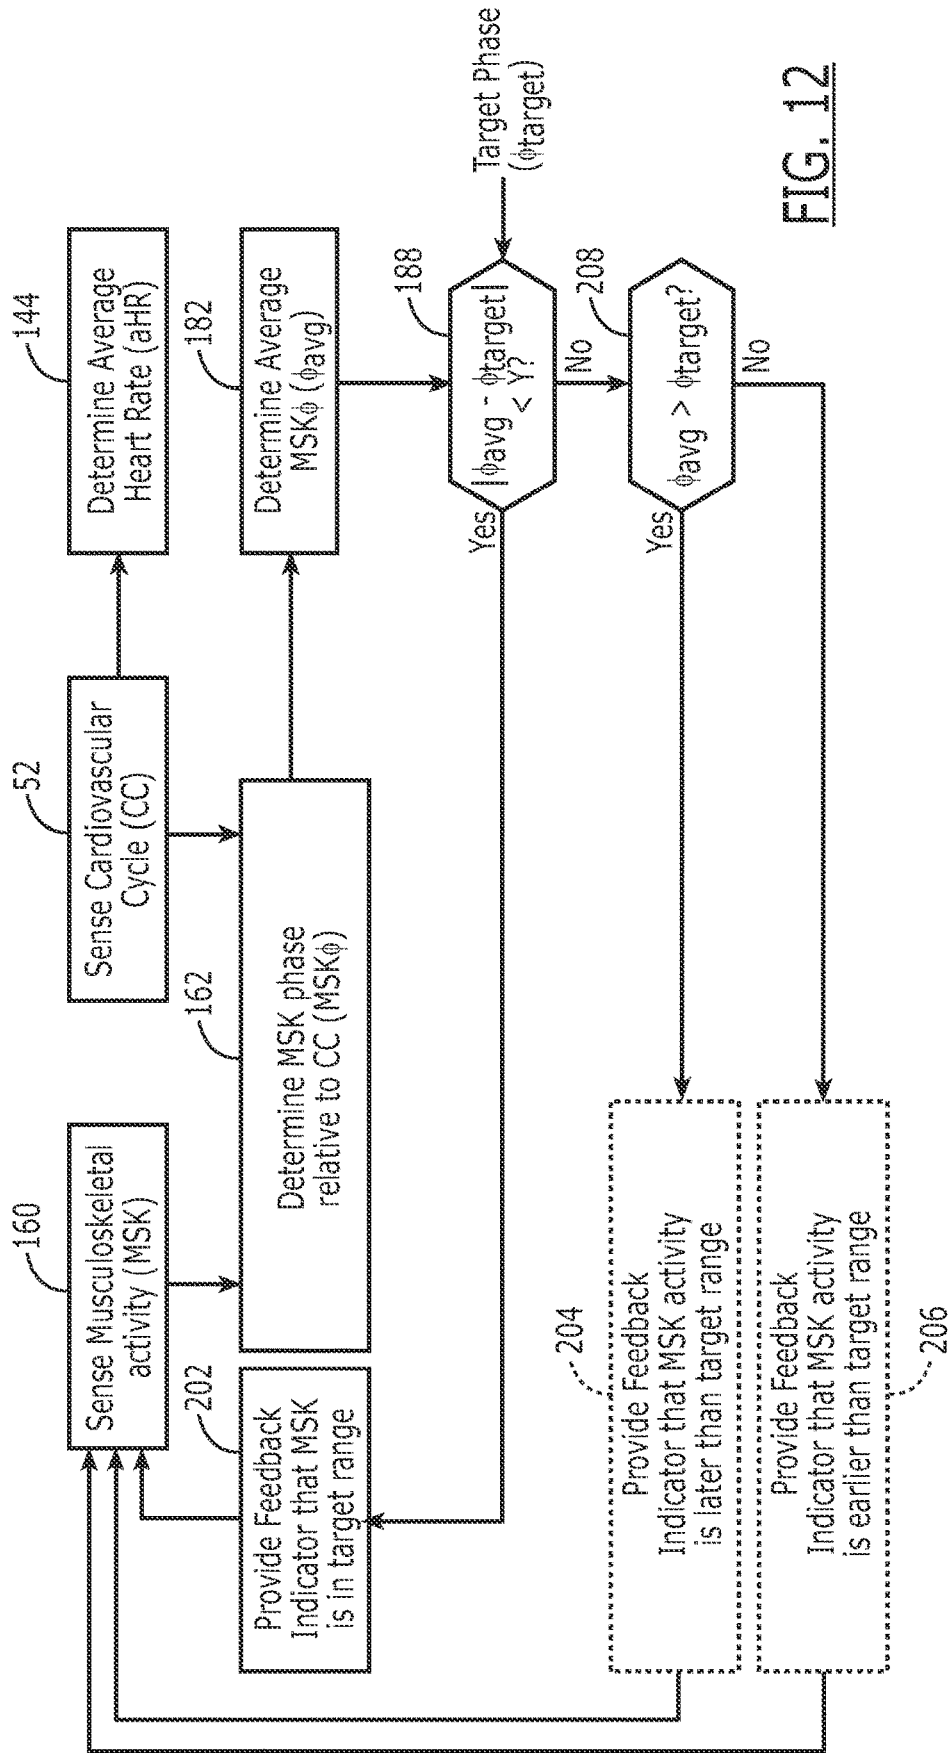 160
Sense Musculoskeletal
activity (MSK)
52
Sense Cardiovascular
Cycle (CC)
144
Determine Average
Heart Rate (aHR)
202
Provide Feedback
Indicator that MSK
is in target range
162
Determine MSK phase
relative to CC (MSKϕ)
182
Determine Average
MSKϕ (ϕavg)
188
|ϕavg - ϕtarget|
< Y?
Target Phase
(ϕtarget)
Yes
No
208
ϕavg > ϕtarget?
Yes
No
204
Provide Feedback
Indicator that MSK activity
is later than target range
Provide Feedback
Indicator that MSK activity
is earlier than target range
206
FIG. 12